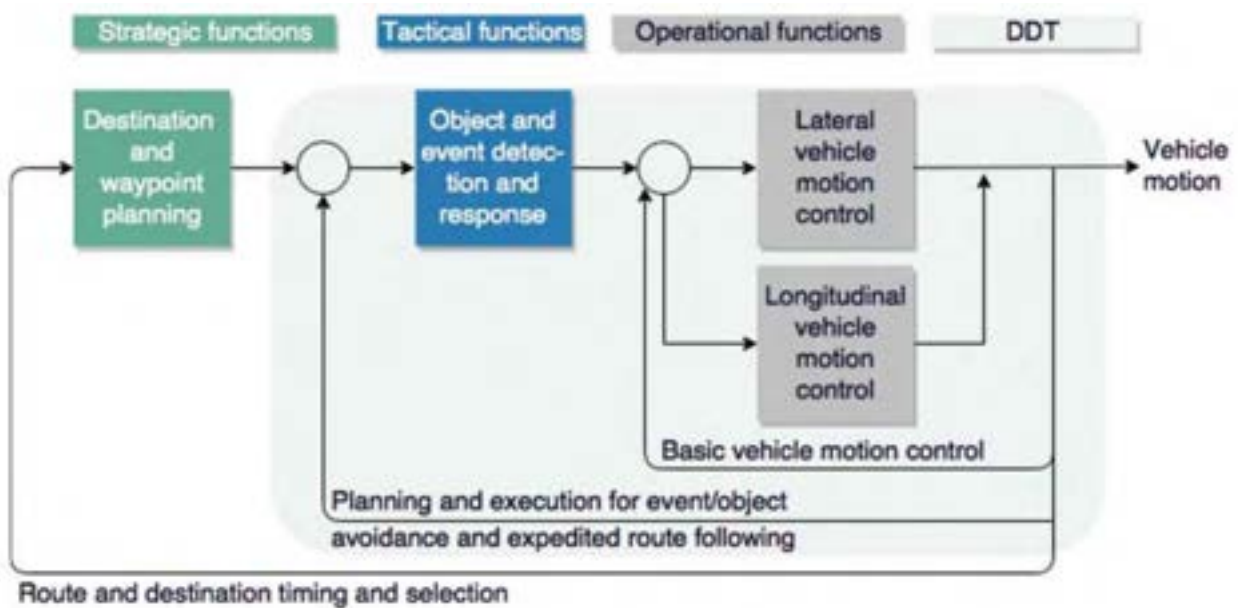 Strategic functions
Tactical functions
Operational functions
DDT
Destination
and
waypoint
planning
Object and
event detec-
tion and
response
Lateral
vehicle
motion
control
Vehicle
motion
Longitudinal
vehicle
motion
control
Basic vehicle motion control
Planning and execution for event/object
avoidance and expedited route following
Route and destination timing and selection